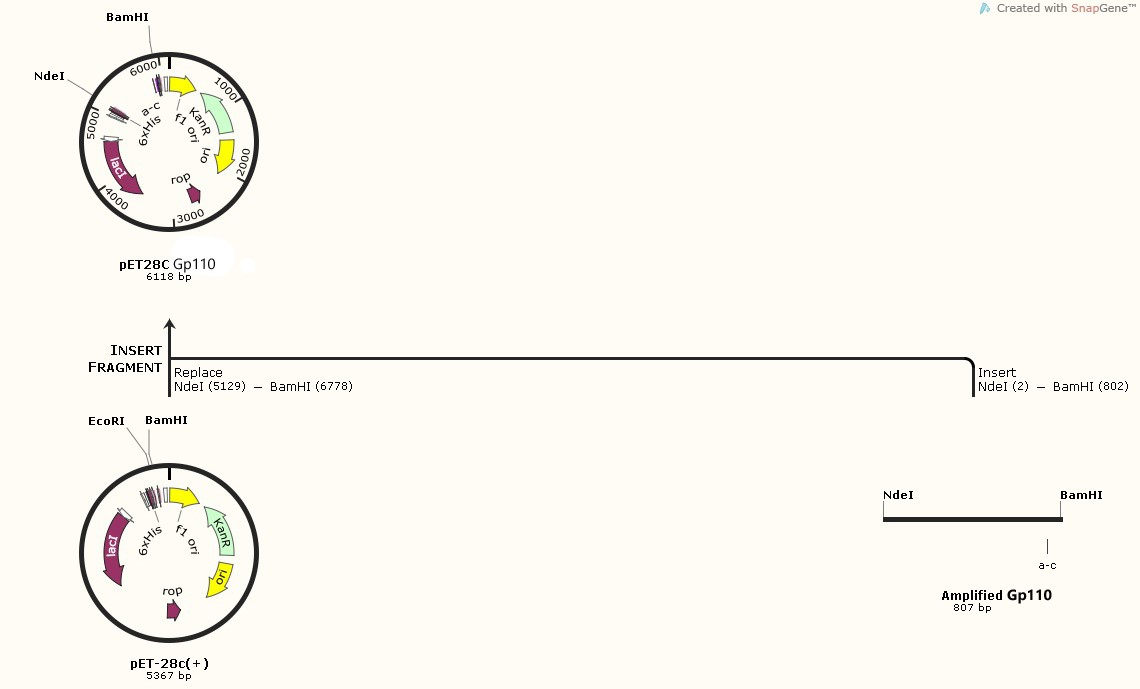 Created with SnapGene™
BamHI
NdeI
6000
1000
5000
a-c
6xHis
f1 ori
KanR
ori
lacI
2000
rop
4000
3000
pET28C Gp110
6118 bp
INSERT
FRAGMENT
Replace
NdeI (5129) – BamHI (6778)
Insert
NdeI (2) – BamHI (802)
EcoRI BamHI
lacI
6xHis
f1 ori
KanR
ori
rop
pET-28c(+)
5367 bp
NdeI BamHI
a-c
Amplified Gp110
807 bp